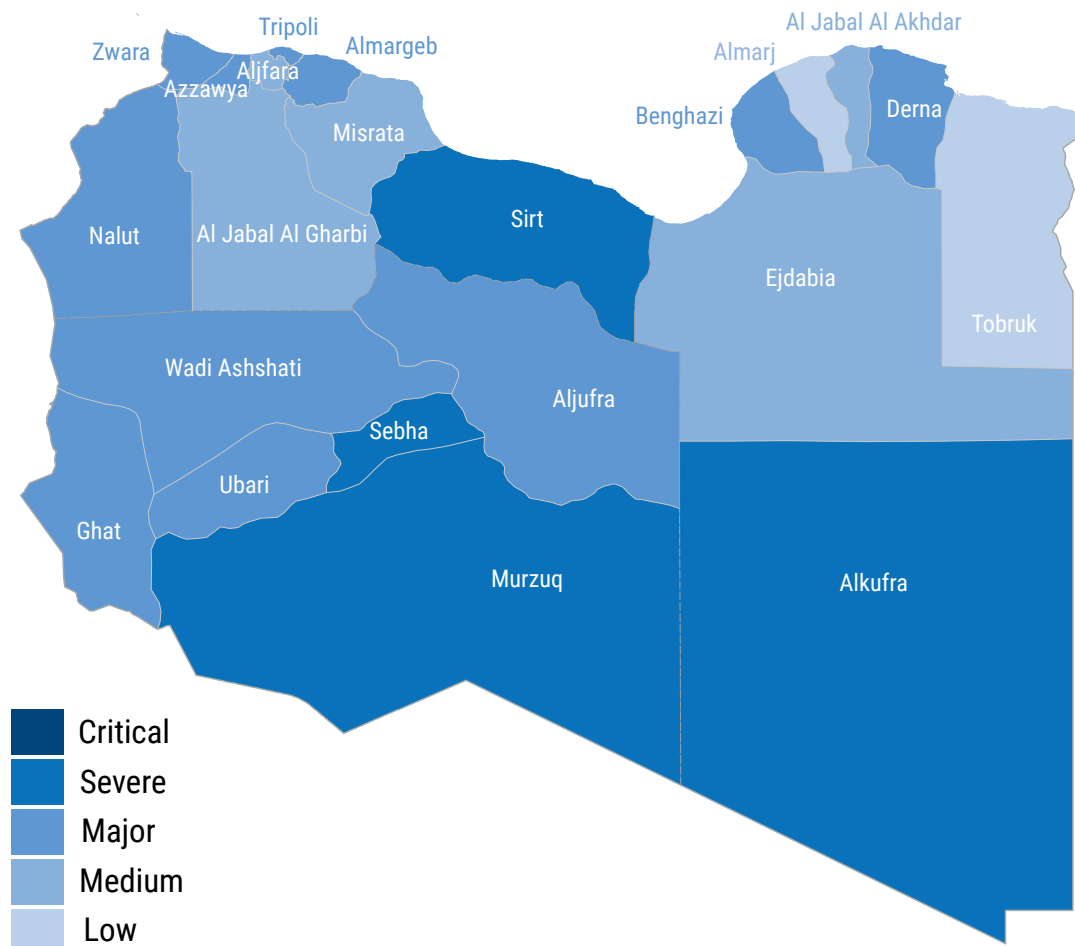 Al Jabal Al Akhdar
Tripoli
Zwara
Almargeb
Almarj
Aljfara
Azzawya
Benghazi
Derna
Misrata
Sirt
Nalut
Al Jabal Al Gharbi
Ejdabia
Tobruk
Wadi Ashshati
Aljufra
Sebha
Ubari
Ghat
Murzuq
Alkufra
Critical
Severe
Major
Medium
Low